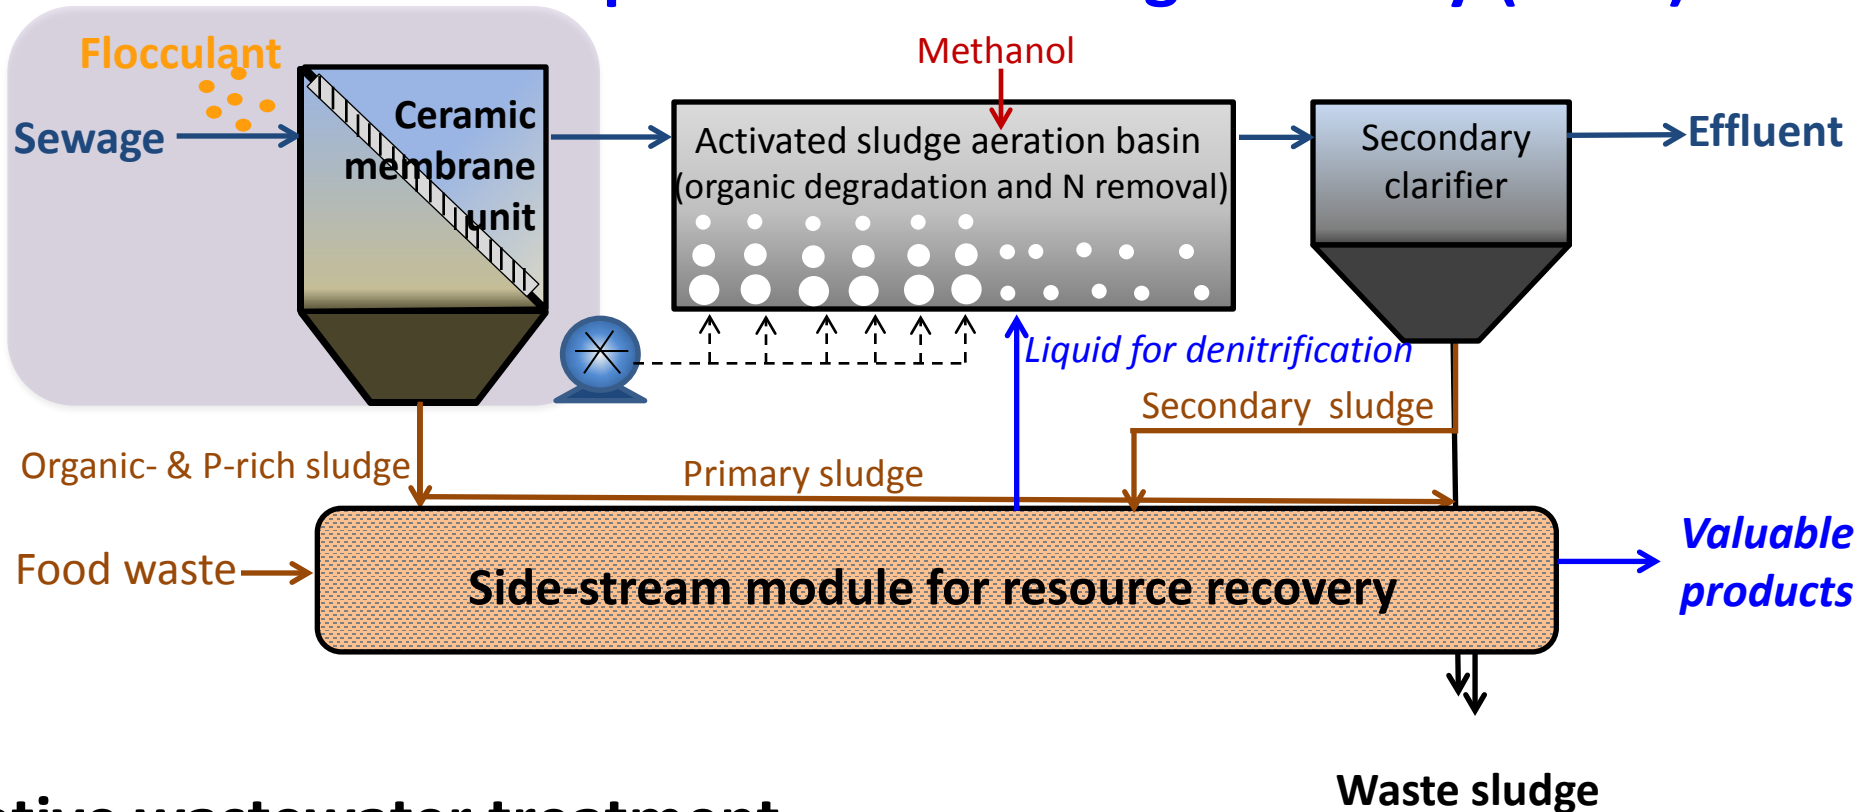 Flocculant
Methanol
Sewage
Ceramic
membrane
unit
Activated sludge aeration basin
(organic degradation and N removal)
Secondary
clarifier
Effluent
Liquid for denitrification
Secondary sludge
Organic- & P-rich sludge
Primary sludge
Food waste
Side-stream module for resource recovery
Valuable
products
Waste sludge
wastewater treatment